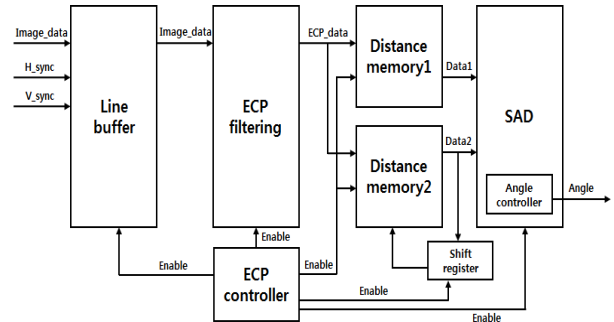 Image_data
H_sync
V_sync
Line
buffer
Image_data
ECP
filtering
ECP_data
Distance
memory1
Data1
Distance
memory2
Data2
SAD
Angle
controller
Angle
Enable
Enable
ECP
controller
Enable
Enable
Shift
register
Enable